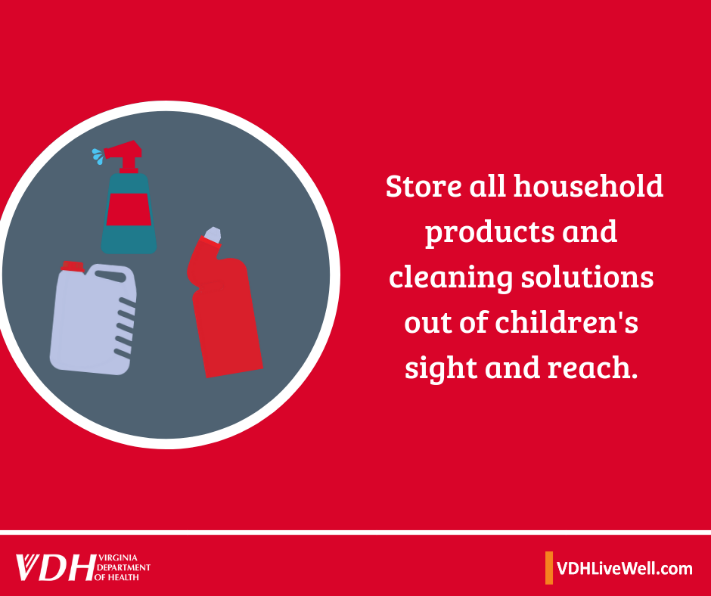 Store all household
products and
cleaning solutions
out of children's
sight and reach.
VDH VIRGINIA
DEPARTMENT
OF HEALTH
VDHLiveWell.com